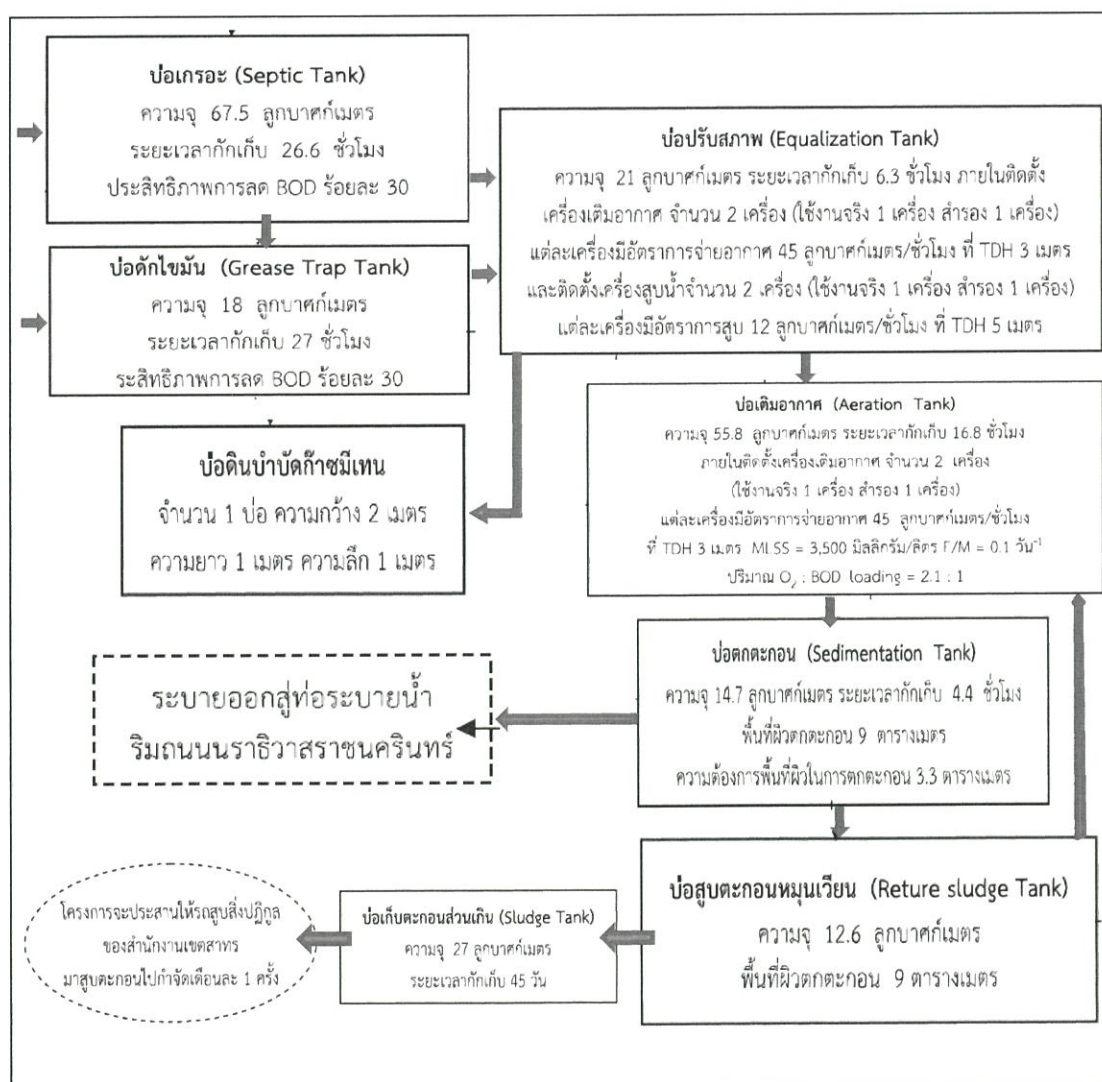 บ่อเกรอะ (Septic Tank)
ความจุ 67.5 ลูกบาศก์เมตร
ระยะเวลากักเก็บ 26.6 ชั่วโมง
ประสิทธิภาพการลด BOD ร้อยละ 30
บ่อดักไขมัน (Grease Trap Tank)
ความจุ 18 ลูกบาศก์เมตร
ระยะเวลากักเก็บ 27 ชั่วโมง
ระสิทธิภาพการลด BOD ร้อยละ 30
บ่อปรับสภาพ (Equalization Tank)
ความจุ 21 ลูกบาศก์เมตร ระยะเวลากักเก็บ 6.3 ชั่วโมง ภายในติดตั้ง
เครื่องเติมอากาศ จำนวน 2 เครื่อง (ใช้งานจริง 1 เครื่อง สำรอง 1 เครื่อง)
แต่ละเครื่องมีอัตราการจ่ายอากาศ 45 ลูกบาศก์เมตร/ชั่วโมง ที่ TDH 3 เมตร
และติดตั้งเครื่องสูบน้ำจำนวน 2 เครื่อง (ใช้งานจริง 1 เครื่อง สำรอง 1 เครื่อง)
แต่ละเครื่องมีอัตราการสูบ 12 ลูกบาศก์เมตร/ชั่วโมง ที่ TDH 5 เมตร
บ่อดินบำบัดก๊าซมีเทน
จำนวน 1 บ่อ ความกว้าง 2 เมตร
ความยาว 1 เมตร ความลึก 1 เมตร
บ่อเติมอากาศ (Aeration Tank)
ความจุ 55.8 ลูกบาศก์เมตร ระยะเวลากักเก็บ 16.8 ชั่วโมง
ภายในติดตั้งเครื่องเติมอากาศ จำนวน 2 เครื่อง
(ใช้งานจริง 1 เครื่อง สำรอง 1 เครื่อง)
แต่ละเครื่องมีอัตราการจ่ายอากาศ 45 ลูกบาศก์เมตร/ชั่วโมง
ที่ TDH 3 เมตร MLSS = 3,500 มิลลิกรัม/ลิตร F/M = 0.1 วัน⁻¹
ปริมาณ O₂ : BOD loading = 2.1 : 1
บ่อตกตะกอน (Sedimentation Tank)
ความจุ 14.7 ลูกบาศก์เมตร ระยะเวลากักเก็บ 4.4 ชั่วโมง
พื้นที่ผิวตกตะกอน 9 ตารางเมตร
ความต้องการพื้นที่ผิวในการตกตะกอน 3.3 ตารางเมตร
ระบายออกสู่ท่อระบายน้ำ
ริมถนนนราธิวาสราชนครินทร์
บ่อสูบตะกอนหมุนเวียน (Reture sludge Tank)
ความจุ 12.6 ลูกบาศก์เมตร
พื้นที่ผิวตกตะกอน 9 ตารางเมตร
บ่อเก็บตะกอนส่วนเกิน (Sludge Tank)
ความจุ 27 ลูกบาศก์เมตร
ระยะเวลากักเก็บ 45 วัน
โครงการจะประสานให้รถสูบสิ่งปฏิกูล
ของสำนักงานเขตสาทร
มาสูบตะกอนไปกำจัดเดือนละ 1 ครั้ง